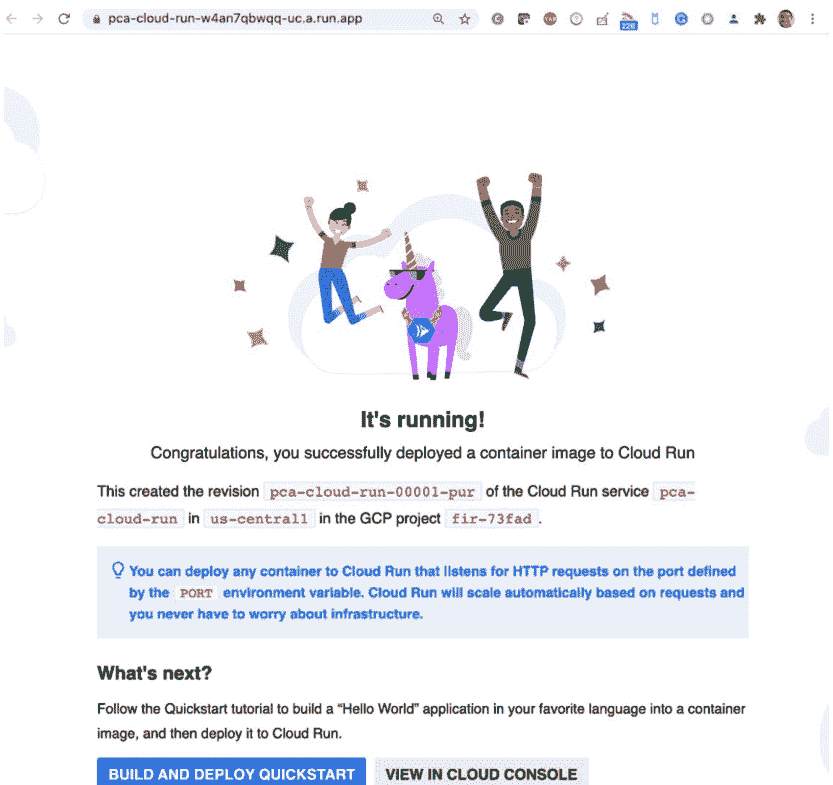 pca-cloud-run-w4an7qbwqq-uc.a.run.app
It's running!
Congratulations, you successfully deployed a container image to Cloud Run
This created the revision pca-cloud-run-00001-pur of the Cloud Run service pca-
cloud-run in us-central1 in the GCP project fir-73fad.
You can deploy any container to Cloud Run that listens for HTTP requests on the port defined
by the PORT environment variable. Cloud Run will scale automatically based on requests and
you never have to worry about infrastructure.
What's next?
Follow the Quickstart tutorial to build a “Hello World” application in your favorite language into a container
image, and then deploy it to Cloud Run.
BUILD AND DEPLOY QUICKSTART VIEW IN CLOUD CONSOLE